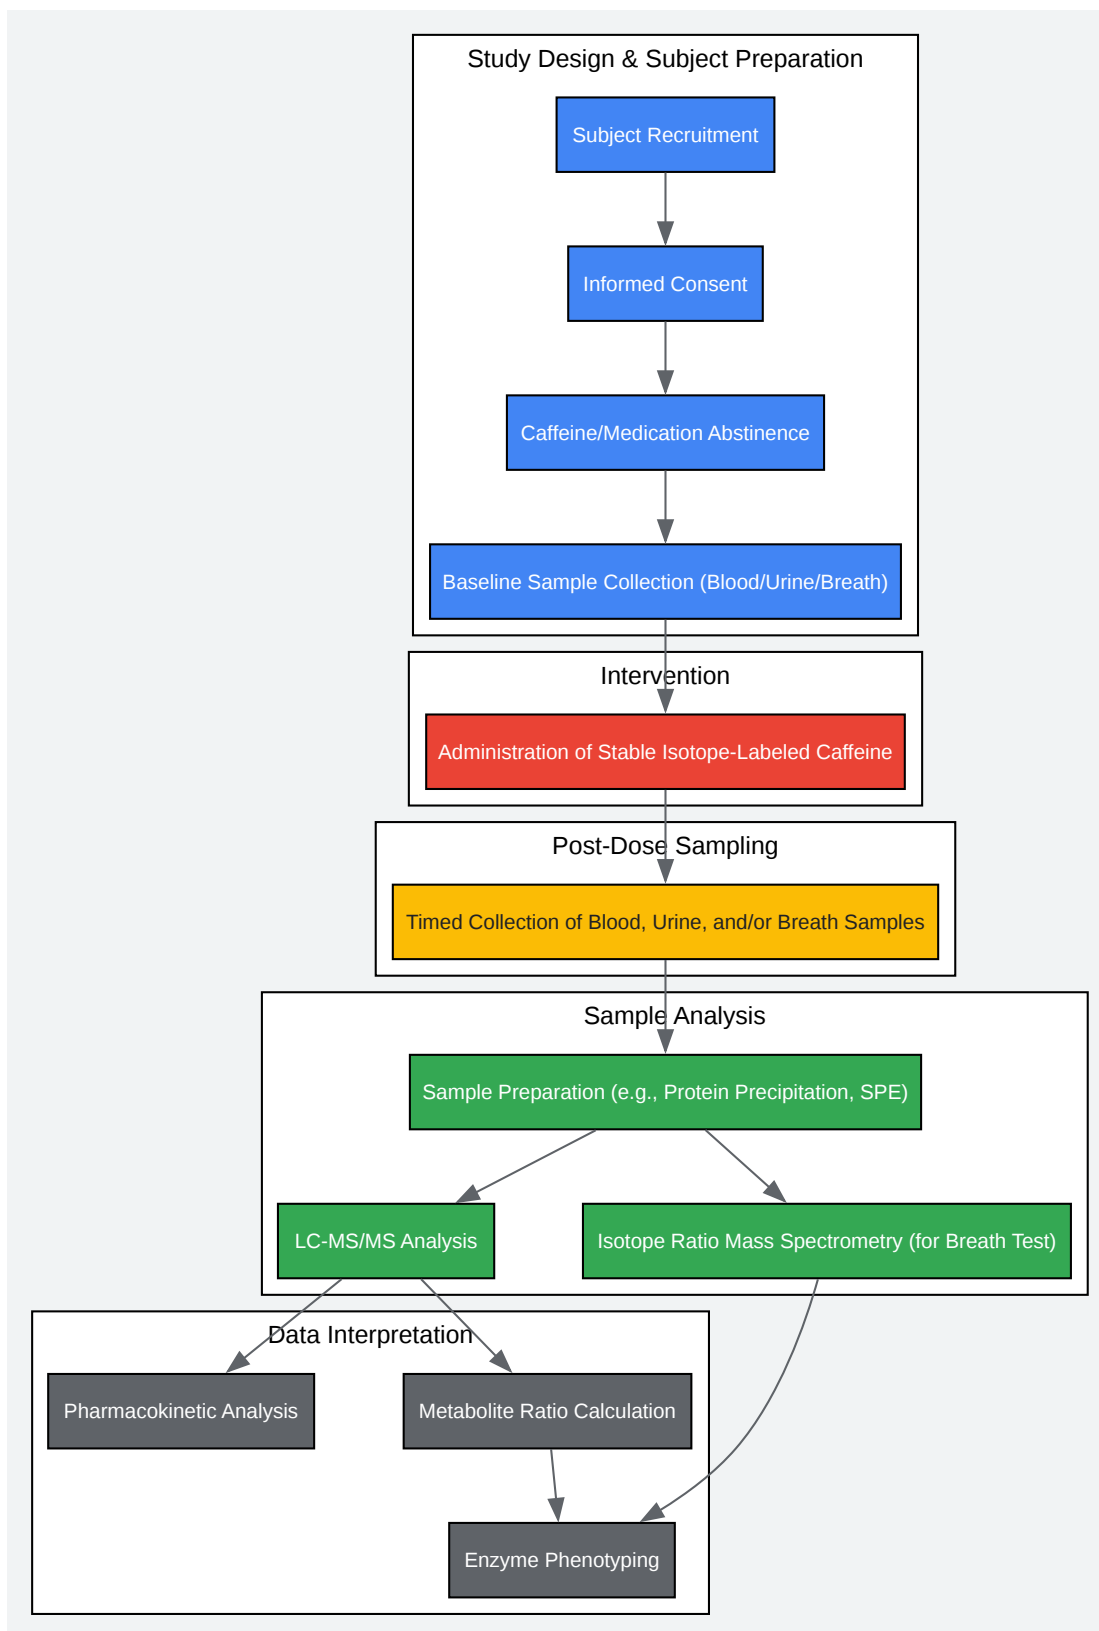 Study Design & Subject Preparation
Subject Recruitment
Informed Consent
Caffeine/Medication Abstinence
Baseline Sample Collection (Blood/Urine/Breath)
Intervention
Administration of Stable Isotope-Labeled Caffeine
Post-Dose Sampling
Timed Collection of Blood, Urine, and/or Breath Samples
Sample Analysis
Sample Preparation (e.g., Protein Precipitation, SPE)
LC-MS/MS Analysis
Isotope Ratio Mass Spectrometry (for Breath Test)
Data Interpretation
Pharmacokinetic Analysis
Metabolite Ratio Calculation
Enzyme Phenotyping